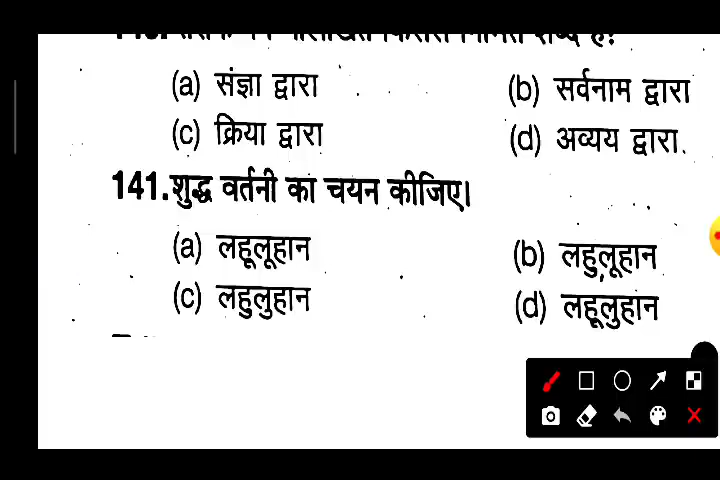 (a) संज्ञा द्वारा (b) सर्वनाम द्वारा
(c) क्रिया द्वारा (d) अव्यय द्वारा.
141.शुद्ध वर्तनी का चयन कीजिए।
(a) लहूलूहान (b) लहुलूहान
(c) लहुलुहान (d) लहूलुहान